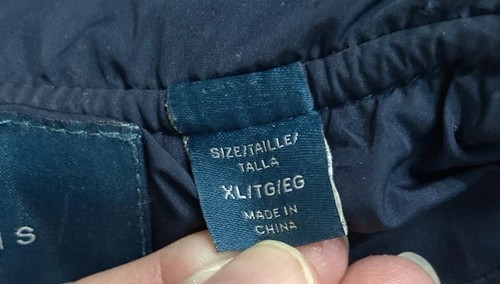 SIZE/TAILLE/
TALLA
XL/TG/EG
MADE IN
CHINA
S